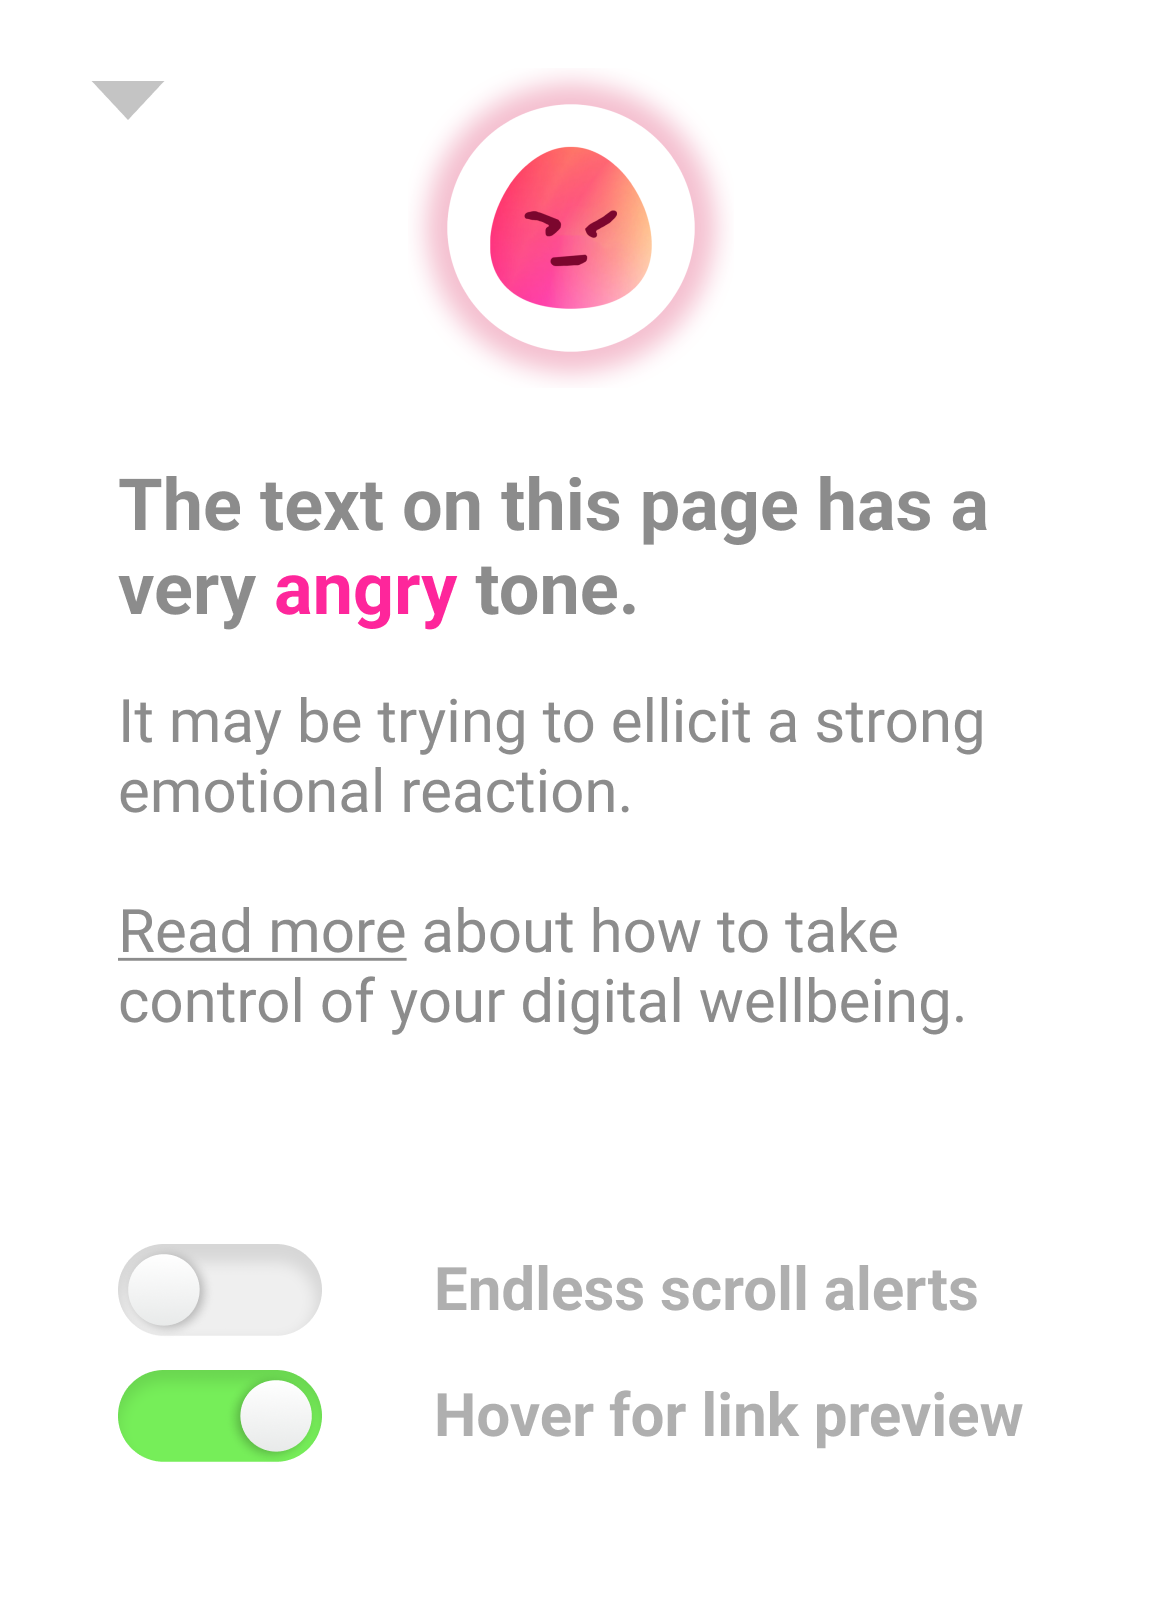 The text on this page has a
very angry tone.
It may be trying to ellicit a strong
emotional reaction.
Read more about how to take
control of your digital wellbeing.
Endless scroll alerts
Hover for link preview